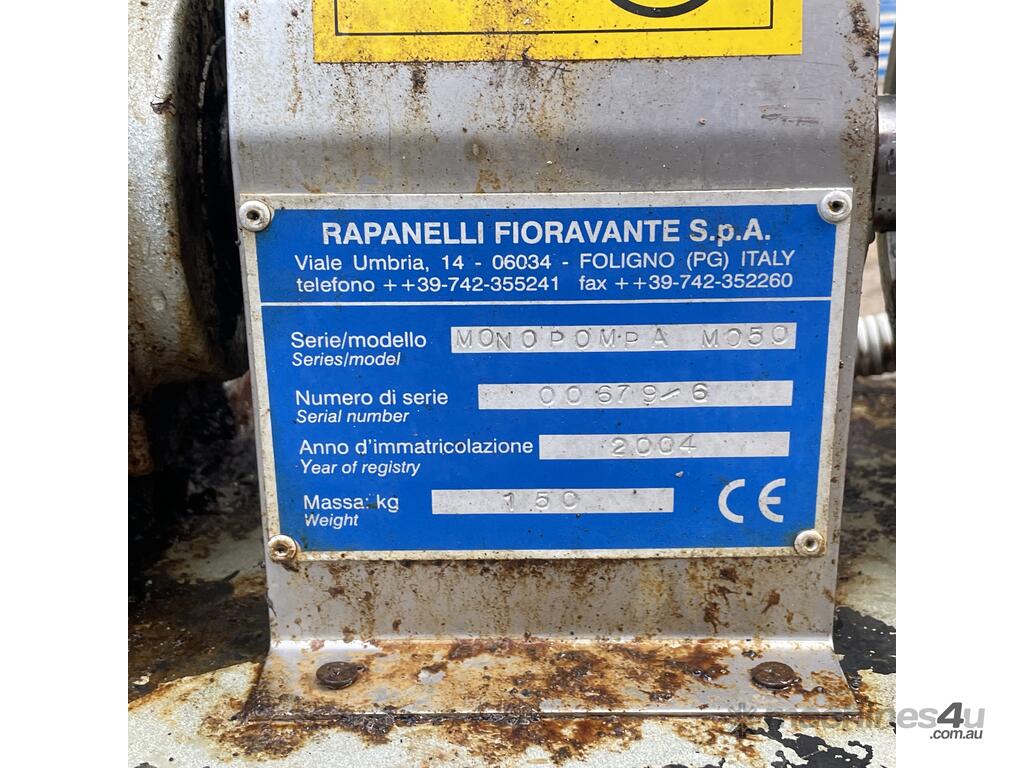 RAPANELLI FIORAVANTE S.p.A.
Viale Umbria, 14 - 06034 - FOLIGNO (PG) ITALY
telefono ++39-742-355241 fax ++39-742-352260
Serie/modello MONOPOMPA MO50
Series/model
Numero di serie 00679/6
Serial number
Anno d'immatricolazione 2004
Year of registry
Massa: kg 150
Weight
CE
machines4u
.com.au